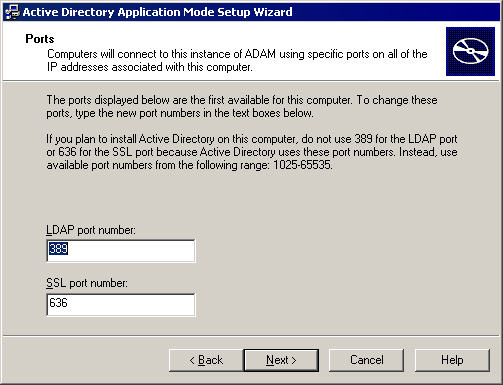 Active Directory Application Mode Setup Wizard
Ports
Computers will connect to this instance of ADAM using specific ports on all of the
IP addresses associated with this computer.
The ports displayed below are the first available for this computer. To change these
ports, type the new port numbers in the text boxes below.
If you plan to install Active Directory on this computer, do not use 389 for the LDAP port
or 636 for the SSL port because Active Directory uses these port numbers. Instead, use
available port numbers from the following range: 1025-65535.
LDAP port number:
389
SSL port number:
636
< Back
Next >
Cancel
Help